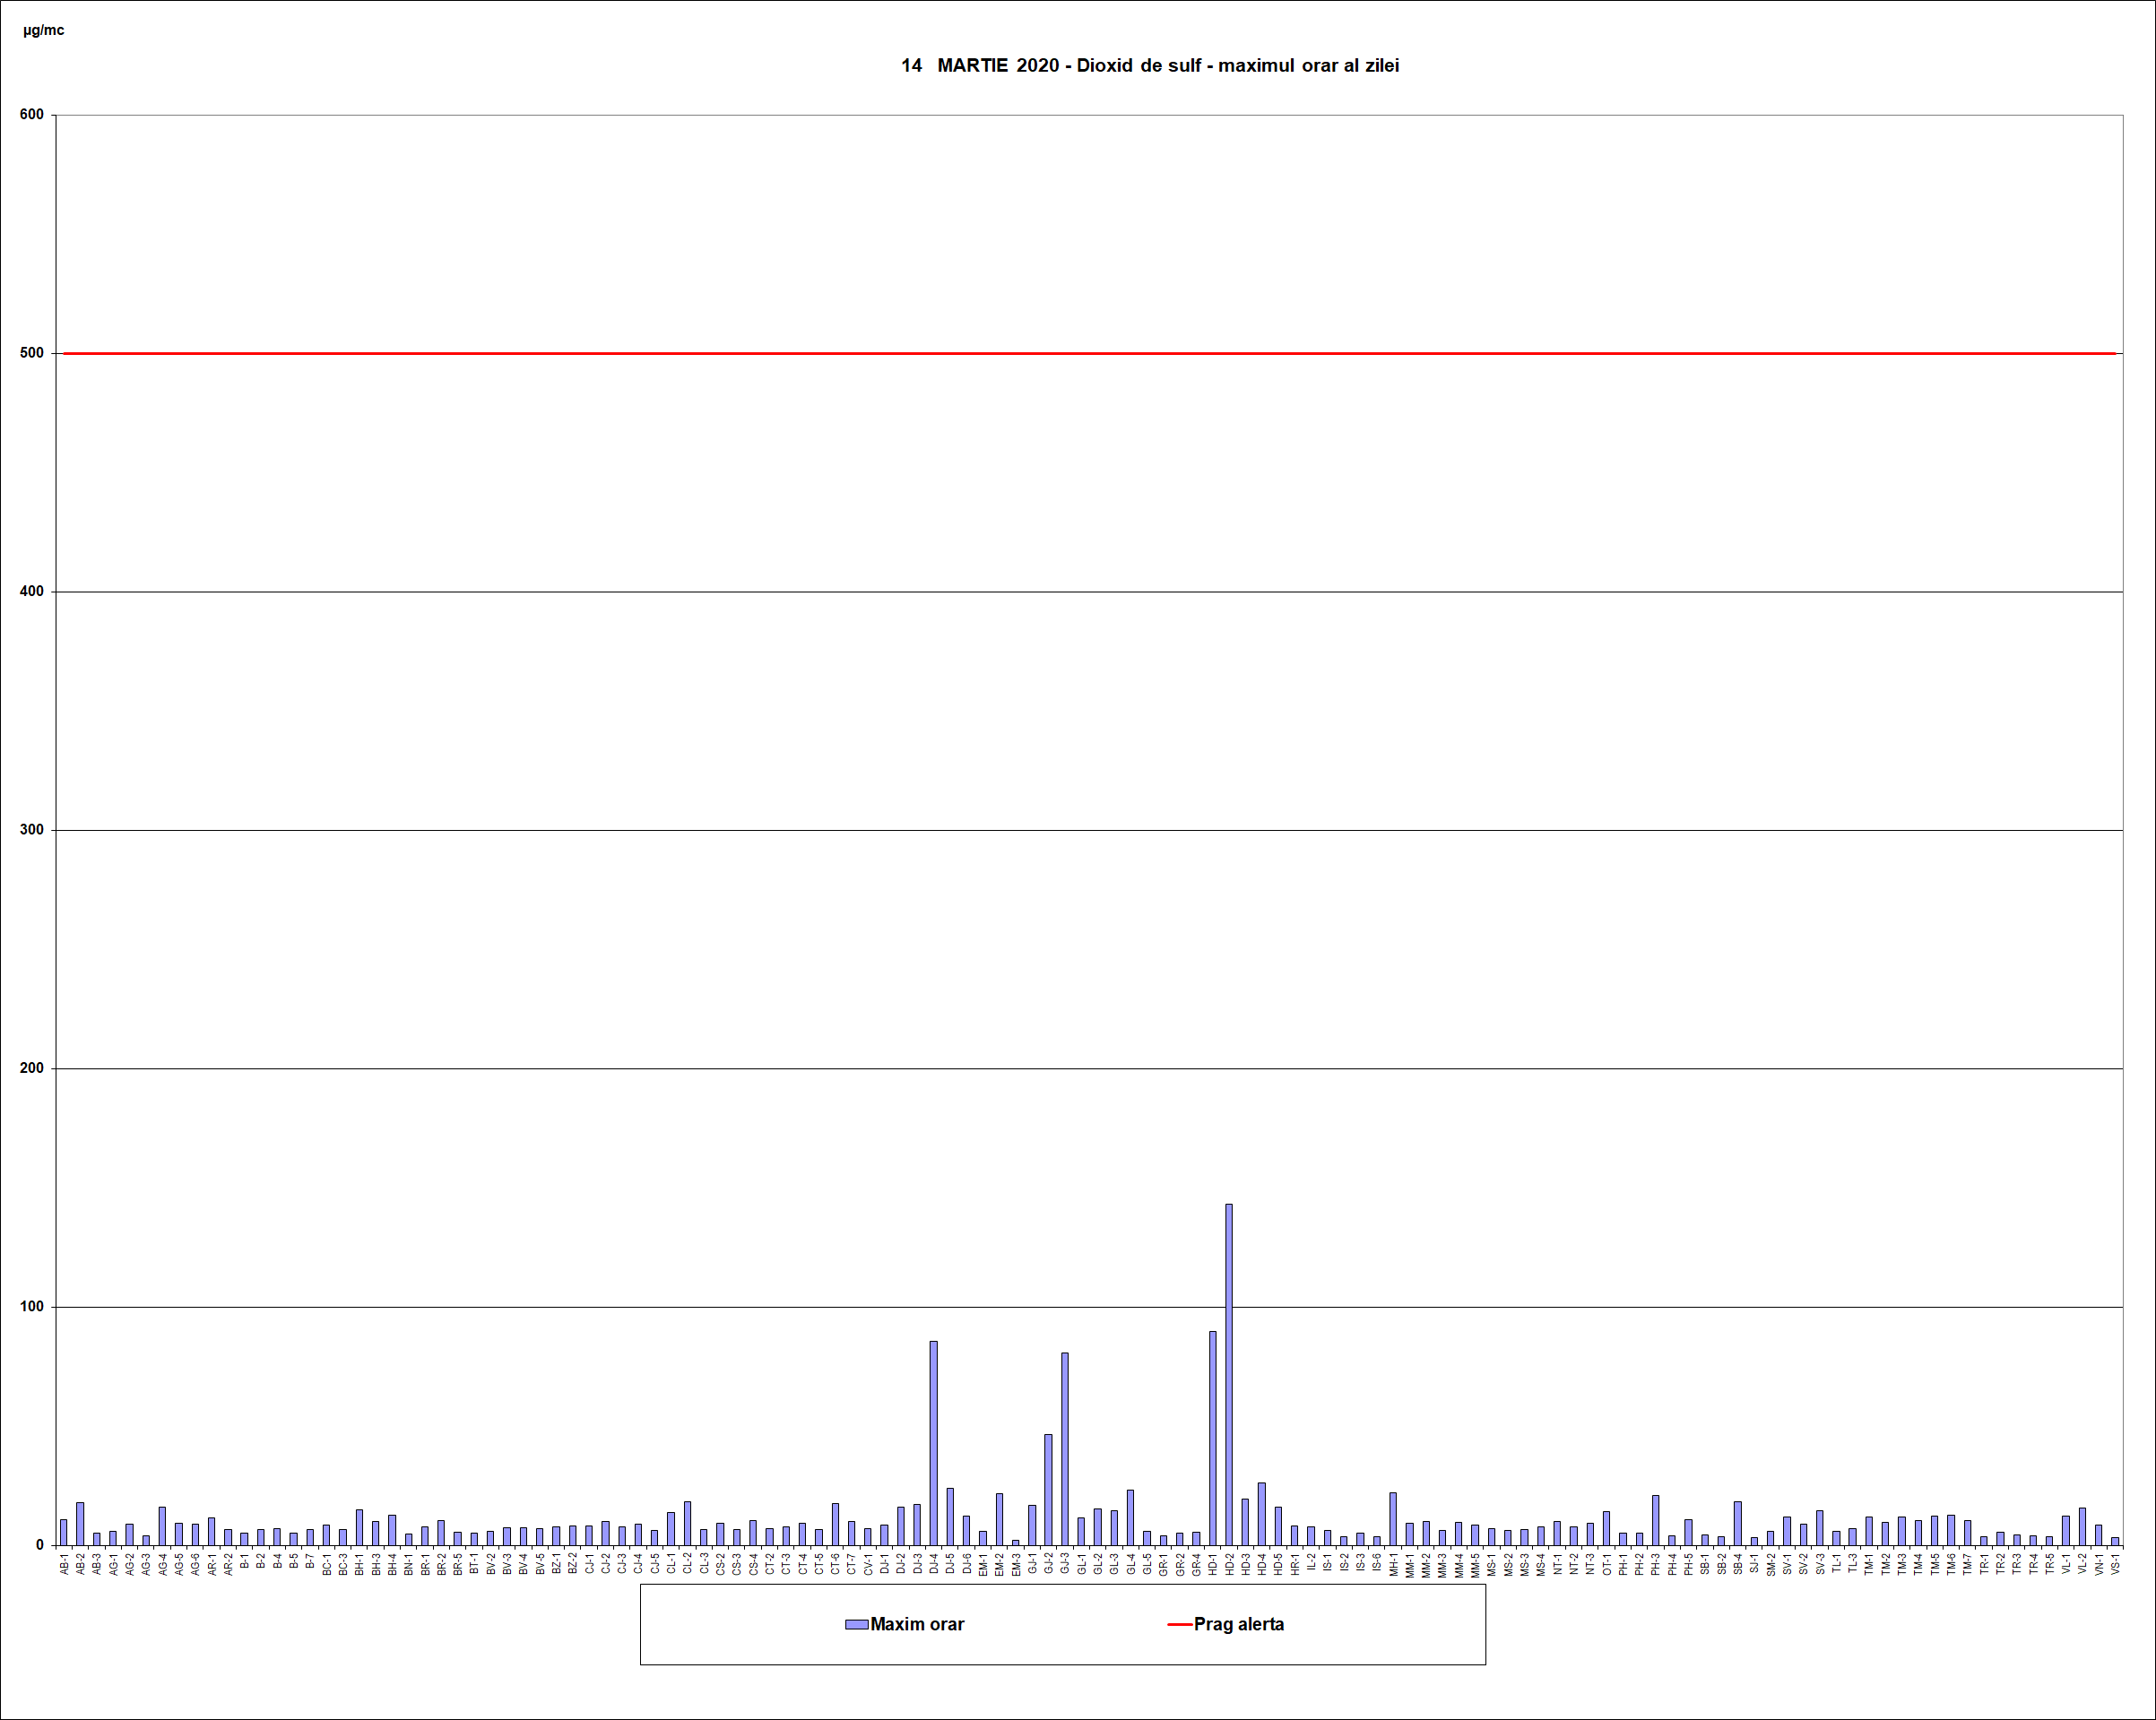 µg/mc
14 MARTIE 2020 - Dioxid de sulf - maximul orar al zilei
600
500
400
300
200
100
0
AB-1 AB-2 AB-3 AG-1 AG-2 AG-3 AG-4 AG-5 AG-6 AR-1 AR-2 B-1 B-2 B-4 B-5 B-7 BC-1 BC-3 BH-1 BH-3 BH-4 BN-1 BR-1 BR-2 BR-5 BT-1 BV-2 BV-3 BV-4 BV-5 BZ-1 BZ-2 CJ-1 CJ-2 CJ-3 CJ-4 CJ-5 CL-1 CL-2 CL-3 CS-2 CS-3 CS-4 CT-2 CT-3 CT-4 CT-5 CT-6 CT-7 CV-1 DJ-1 DJ-2 DJ-3 DJ-4 DJ-5 DJ-6 EM-1 EM-2 EM-3 GJ-1 GJ-2 GJ-3 GL-1 GL-2 GL-3 GL-4 GL-5 GR-1 GR-2 GR-4 HD-1 HD-2 HD-3 HD-4 HD-5 HR-1 IL-2 IS-1 IS-2 IS-3 IS-6 MH-1 MM-1 MM-2 MM-3 MM-4 MM-5 MS-1 MS-2 MS-3 MS-4 NT-1 NT-2 NT-3 OT-1 PH-1 PH-2 PH-3 PH-4 PH-5 SB-1 SB-2 SB-4 SJ-1 SM-2 SV-1 SV-2 SV-3 TL-1 TL-3 TM-1 TM-2 TM-3 TM-4 TM-5 TM-6 TM-7 TR-1 TR-2 TR-3 TR-4 TR-5 VL-1 VL-2 VN-1 VS-1
Maxim orar Prag alerta